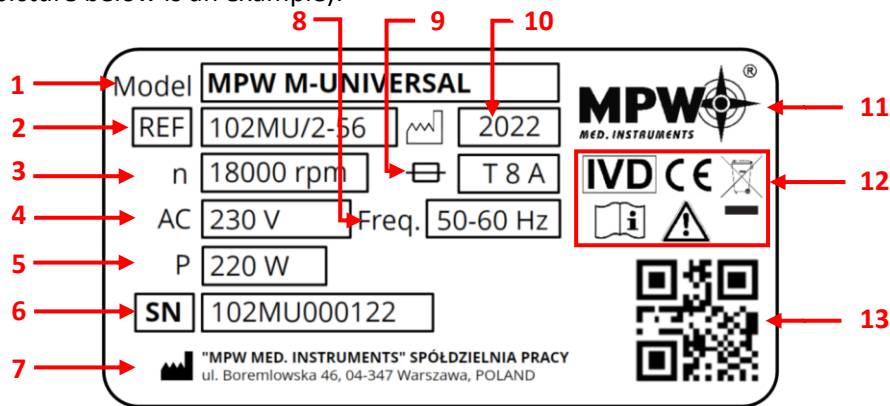 picture below is an example).
8 9 10
1 Model MPW M-UNIVERSAL
MPW ®
MED. INSTRUMENTS 11
2 REF 102MU/2-56 2022
3 n 18000 rpm T 8 A
IVD CE 12
4 AC 230 V Freq. 50-60 Hz
i !
5 P 220 W
6 SN 102MU000122
13
7 "MPW MED. INSTRUMENTS" SPÓŁDZIELNIA PRACY
ul. Boremlowska 46, 04-347 Warszawa, POLAND